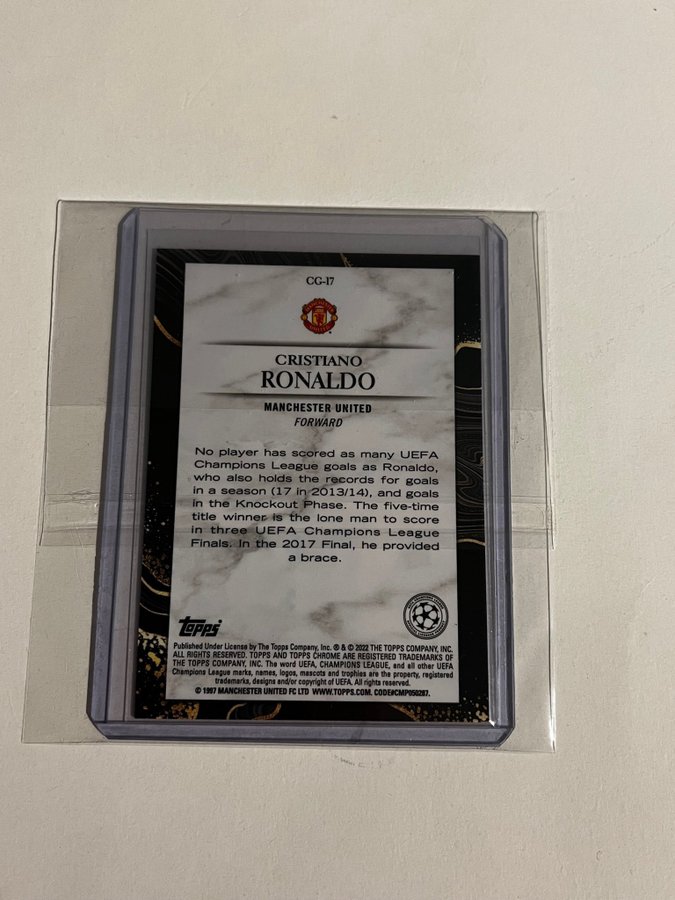 CG-17
MANCHESTER
UNITED
CRISTIANO
RONALDO
MANCHESTER UNITED
FORWARD
No player has scored as many UEFA
Champions League goals as Ronaldo,
who also holds the records for goals
in a season (17 in 2013/14), and goals
in the Knockout Phase. The five-time
title winner is the lone man to score
in three UEFA Champions League
Finals. In the 2017 Final, he provided
a brace.
topps
Published Under License by The Topps Company, Inc. ® & © 2022 THE TOPPS COMPANY, INC.
ALL RIGHTS RESERVED. TOPPS AND TOPPS CHROME ARE REGISTERED TRADEMARKS OF
THE TOPPS COMPANY, INC. The word UEFA, CHAMPIONS LEAGUE, and all other UEFA
Champions League marks, names, logos, mascots and trophies are the property, registered
trademarks, designs and/or copyright of UEFA. All rights reserved.
© 1997 MANCHESTER UNITED FC LTD WWW.TOPPS.COM. CODE#CMP050287.